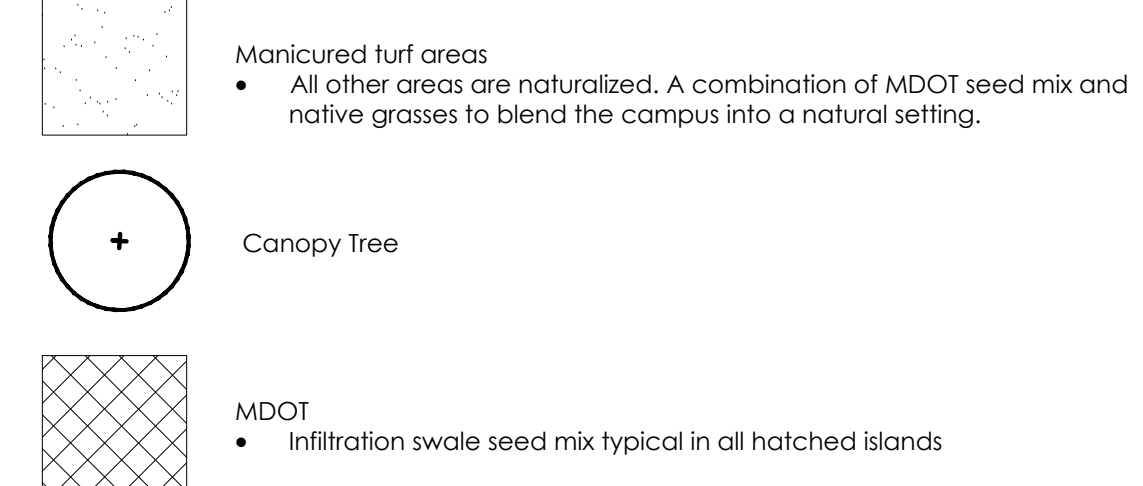 Manicured turf areas
• All other areas are naturalized. A combination of MDOT seed mix and
native grasses to blend the campus into a natural setting.
Canopy Tree
MDOT
• Infiltration swale seed mix typical in all hatched islands